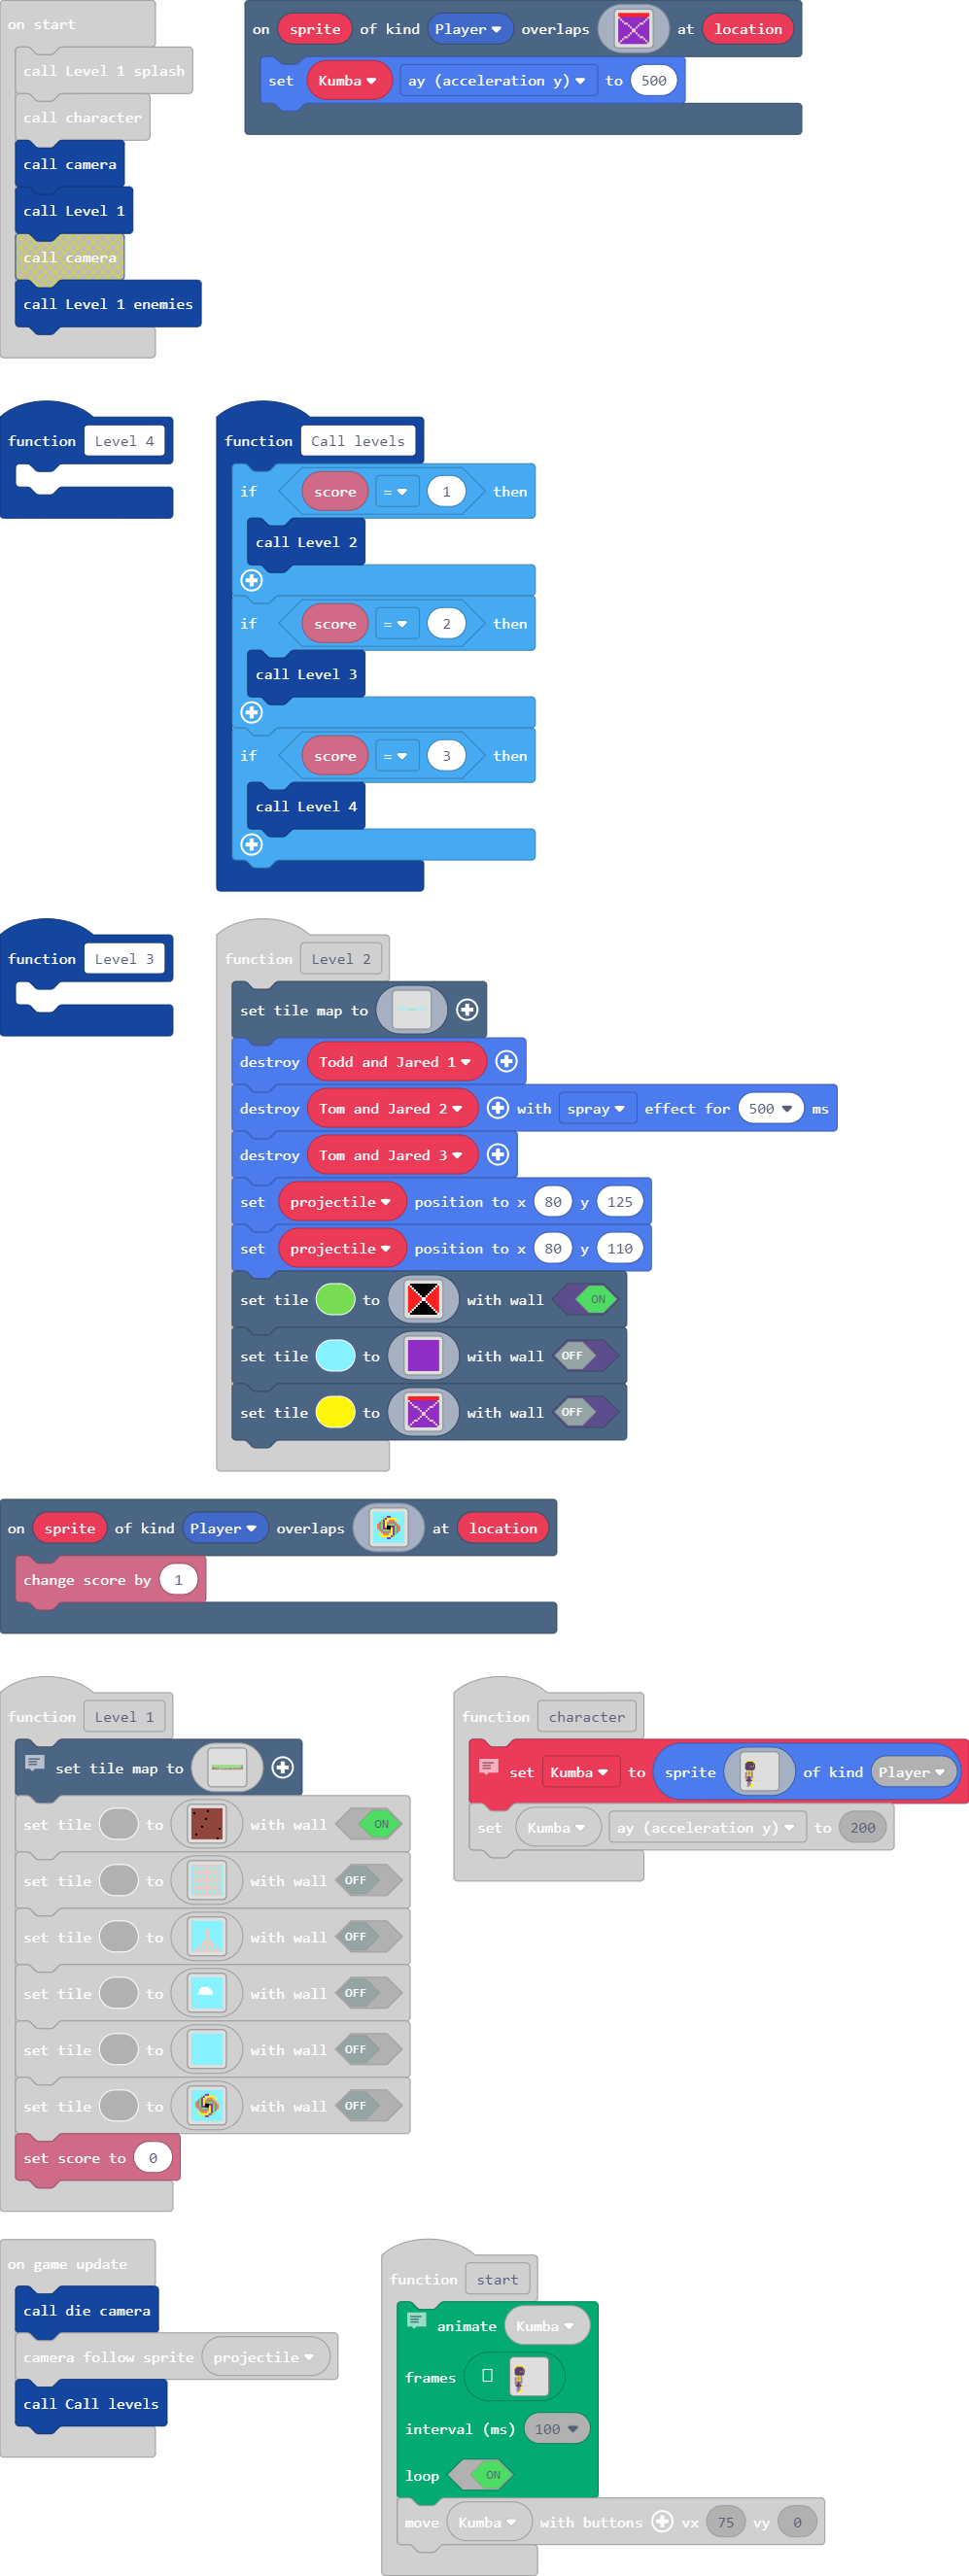 on start
call Level 1 splash
call character
call camera
call Level 1
call camera
call Level 1 enemies
on sprite of kind Player overlaps at location
set Kumba ay (acceleration y) to 500
function Level 4
function Call levels
if score = 1 then
call Level 2
if score = 2 then
call Level 3
if score = 3 then
call Level 4
function Level 3
function Level 2
set tile map to
destroy Todd and Jared 1
destroy Tom and Jared 2 with spray effect for 500 ms
destroy Tom and Jared 3
set projectile position to x 80 y 125
set projectile position to x 80 y 110
set tile to with wall ON
set tile to with wall OFF
set tile to with wall OFF
on sprite of kind Player overlaps at location
change score by 1
function Level 1
set tile map to
set tile to with wall ON
set tile to with wall OFF
set tile to with wall OFF
set tile to with wall OFF
set tile to with wall OFF
set tile to with wall OFF
set score to 0
function character
set Kumba to sprite of kind Player
set Kumba ay (acceleration y) to 200
on game update
call die camera
camera follow sprite projectile
call Call levels
function start
animate Kumba
frames
interval (ms) 100
loop ON
move Kumba with buttons vx 75 vy 0